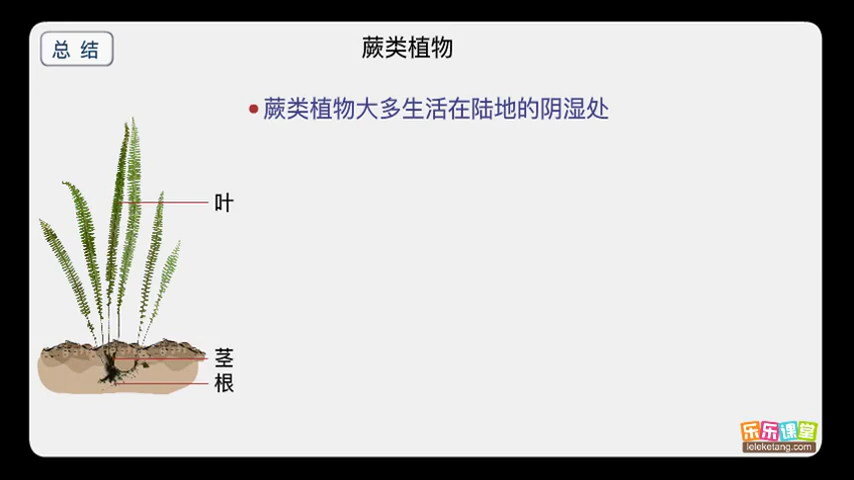 总 结
蕨类植物
蕨类植物大多生活在陆地的阴湿处
叶
茎
根
乐乐课堂
leleketang.com